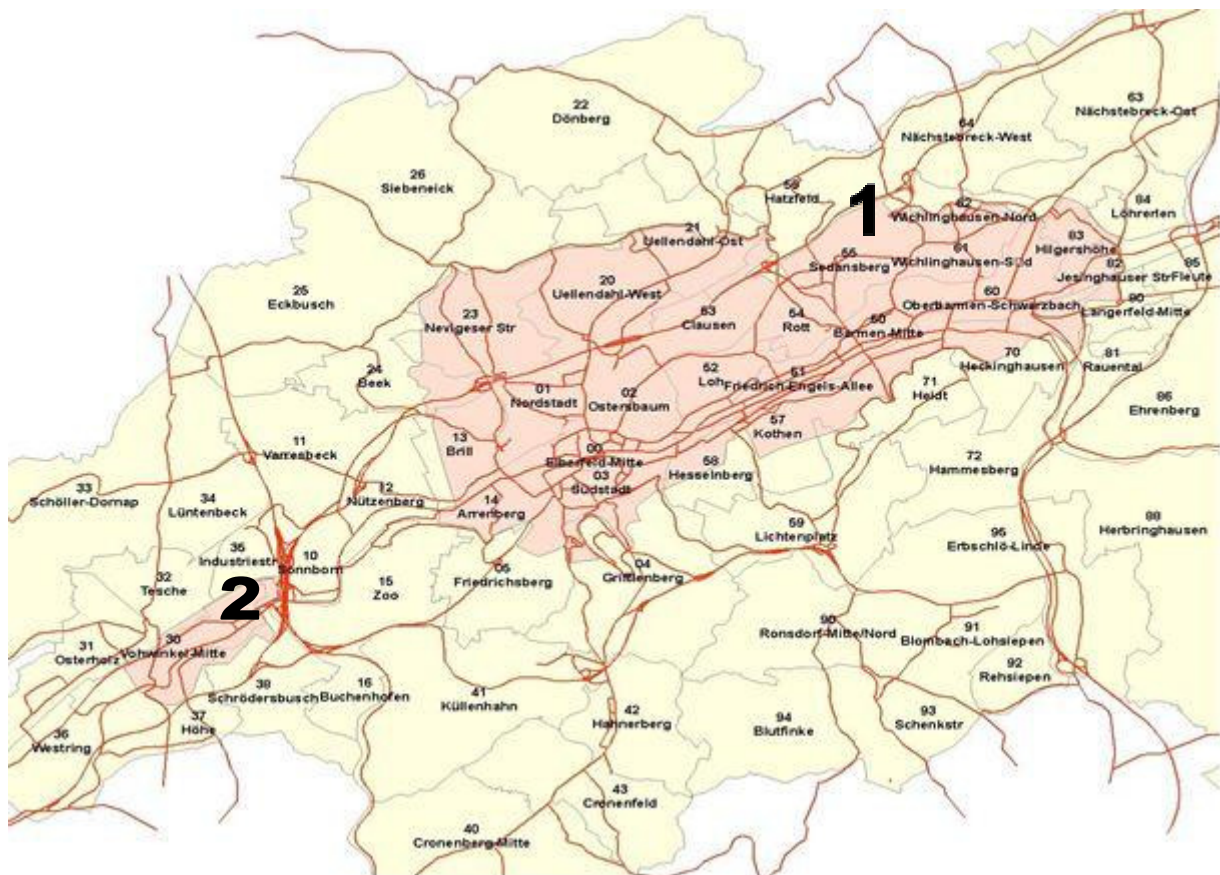 22
Dönberg
63
Nächstebreck-Ost
64
Nächstebreck-West
26
Siebeneick
Hatzfeld
1
62
Wichlinghausen-Nord
84
Löhrerlen
21
Uellendahl-Ost
83
Hilgershöhe
55
Sedansberg
61
Wichlinghausen-Süd
82
Jesinghauser Str
85
Fleute
25
Eckbusch
20
Uellendahl-West
60
Oberbarmen-Schwarzbach
80
Langerfeld-Mitte
23
Nevigeser Str
53
Clausen
54
Rott
50
Barmen-Mitte
24
Beek
01
Nordstadt
02
Ostersbaum
52
Loh
51
Friedrich-Engels-Allee
71
Heidt
70
Heckinghausen
81
Rauental
86
Ehrenberg
11
Varresbeck
13
Brill
00
Elberfeld-Mitte
57
Kothen
58
Hesselnberg
72
Hammesberg
33
Schöller-Dornap
34
Lüntenbeck
12
Nützenberg
14
Arrenberg
03
Südstadt
59
Lichtenplatz
95
Erbschlö-Linde
88
Herbringhausen
35
Industriestr
10
Sonnborn
32
Tesche
2
15
Zoo
05
Friedrichsberg
04
Grifflenberg
31
Osterholz
30
Vohwinkel-Mitte
90
Ronsdorf-Mitte/Nord
91
Blombach-Lohsiepen
92
Rehsiepen
38
Schrödersbusch
16
Buchenhofen
41
Küllenhahn
42
Hahnerberg
94
Blutfinke
93
Schenkstr
36
Westring
37
Höhe
43
Cronenfeld
40
Cronenberg-Mitte